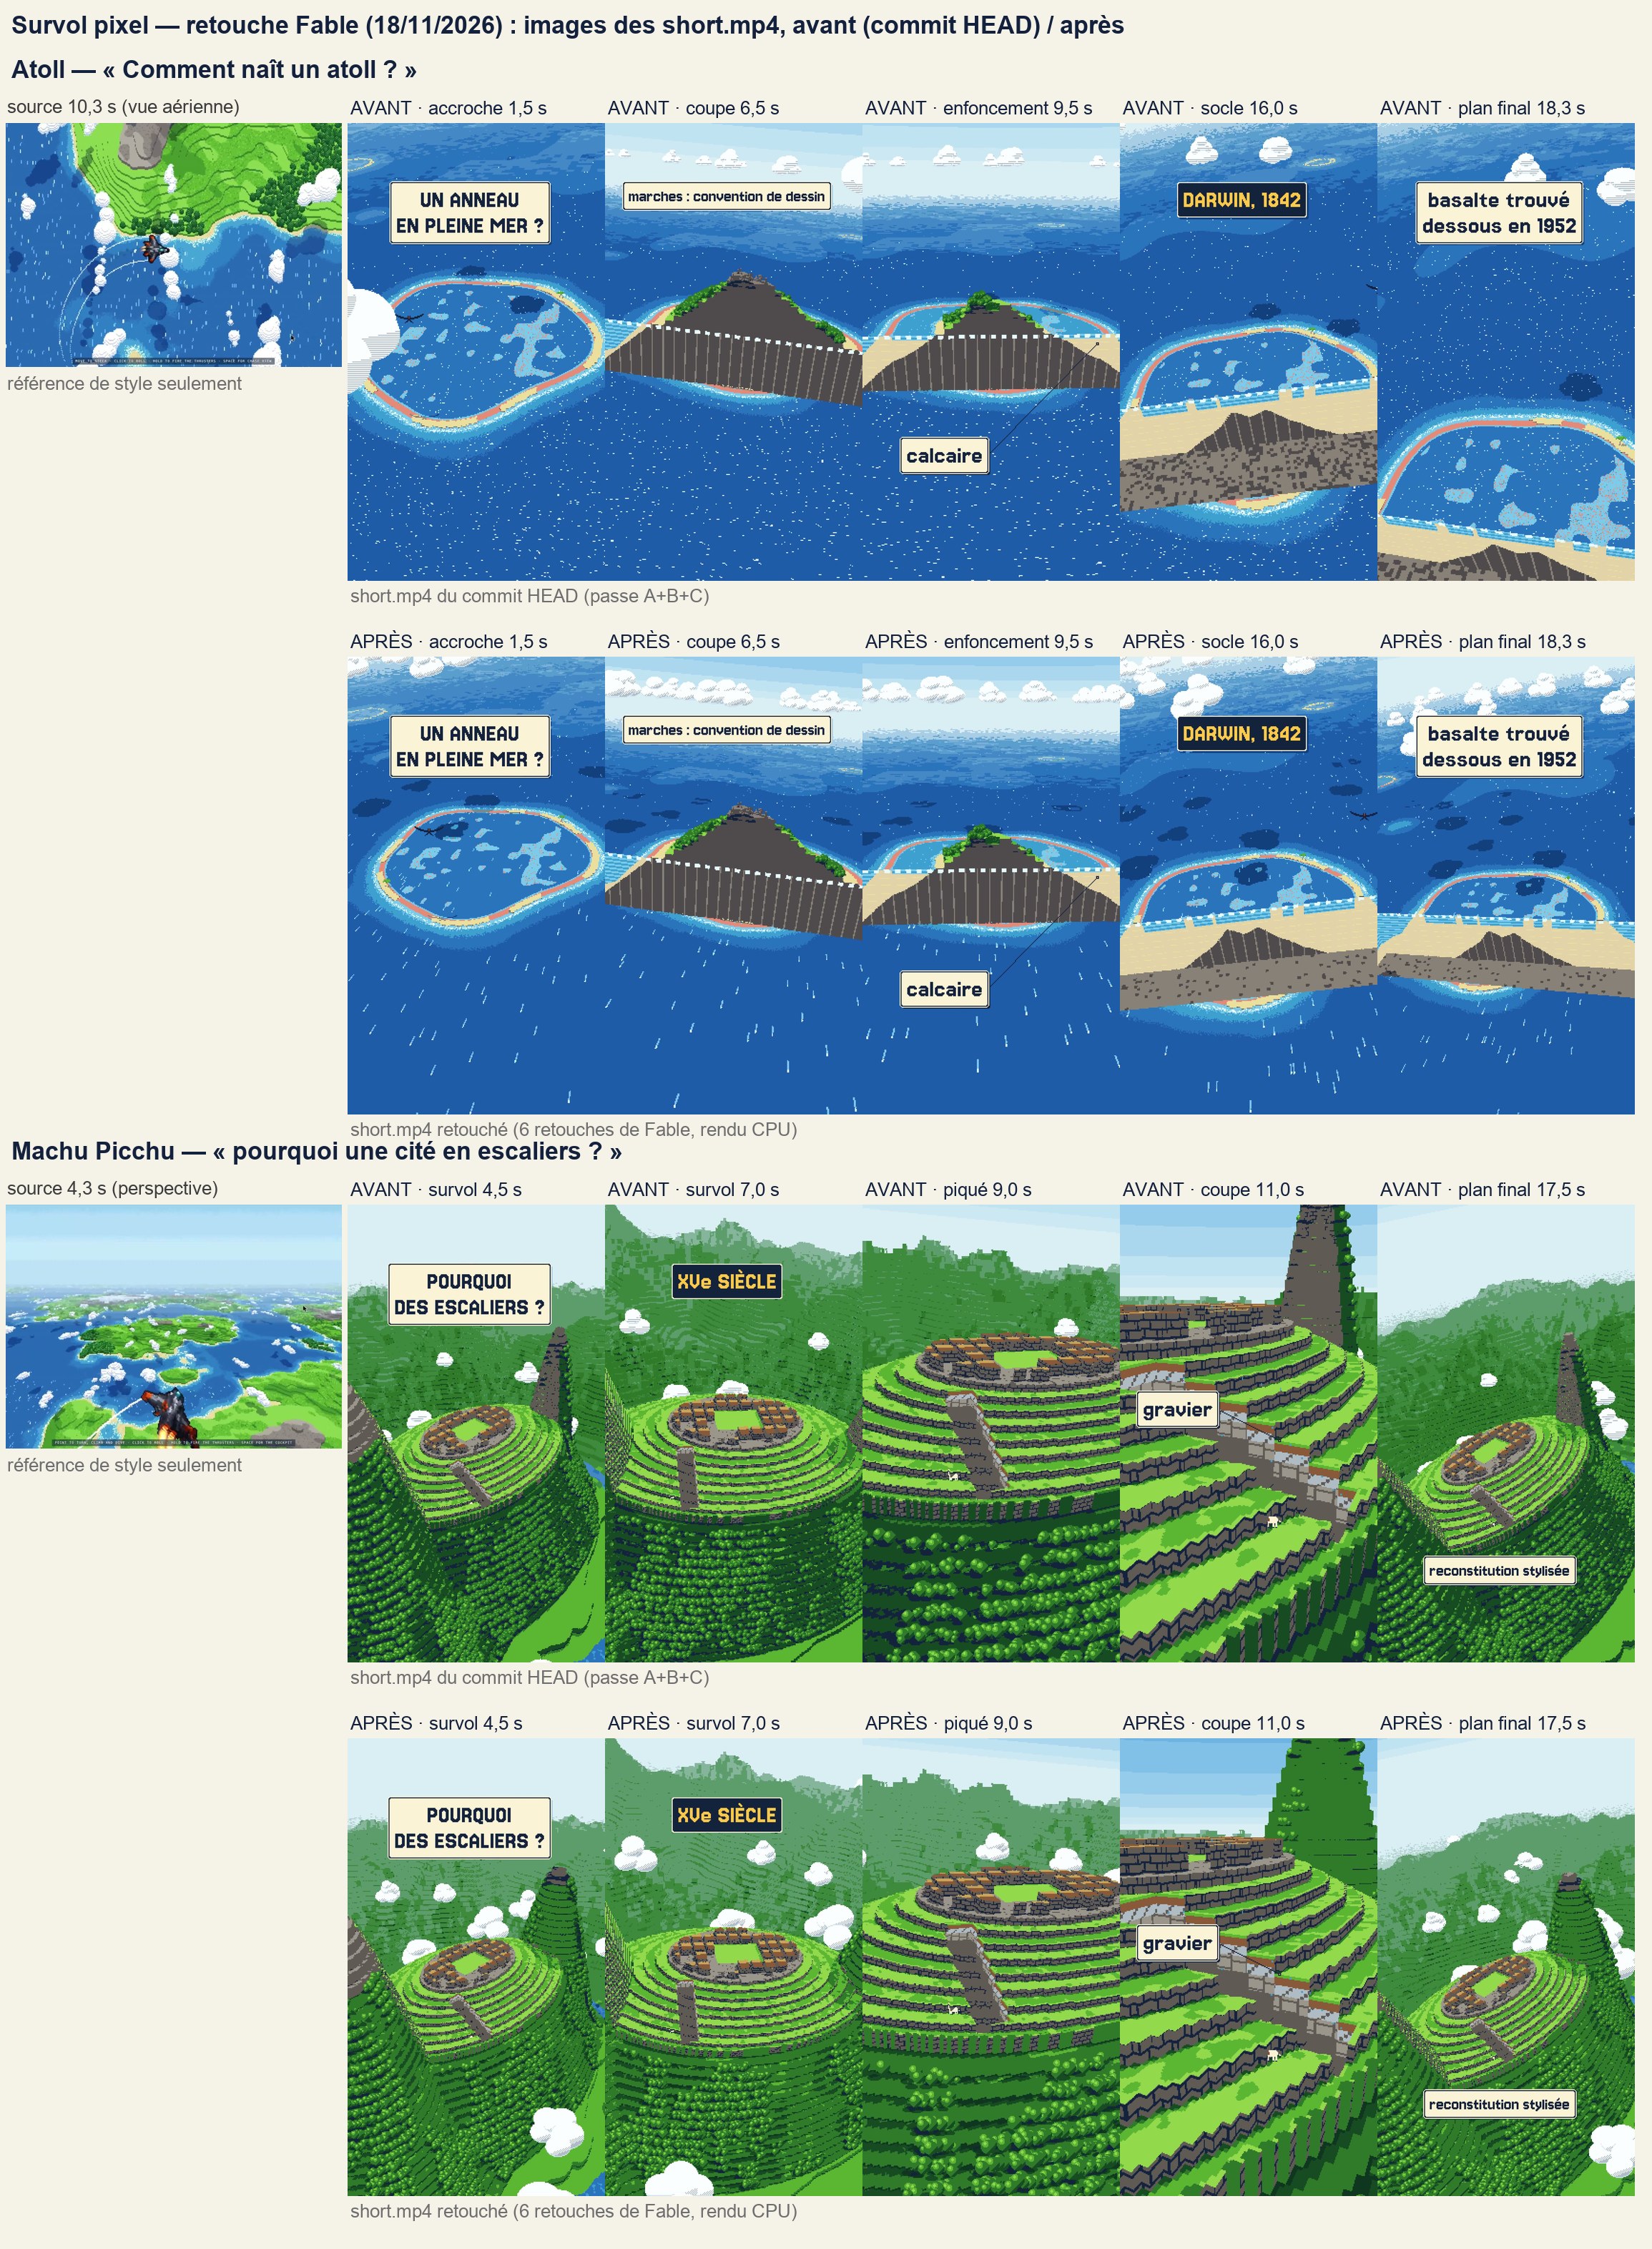 Survol pixel — retouche Fable (18/11/2026) : images des short.mp4, avant (commit HEAD) / après
Atoll — « Comment naît un atoll ? »
source 10,3 s (vue aérienne)
AVANT · accroche 1,5 s
AVANT · coupe 6,5 s
AVANT · enfoncement 9,5 s
AVANT · socle 16,0 s
AVANT · plan final 18,3 s
UN ANNEAU
EN PLEINE MER ?
marches : convention de dessin
calcaire
DARWIN, 1842
basalte trouvé
dessous en 1952
référence de style seulement
short.mp4 du commit HEAD (passe A+B+C)
APRÈS · accroche 1,5 s
APRÈS · coupe 6,5 s
APRÈS · enfoncement 9,5 s
APRÈS · socle 16,0 s
APRÈS · plan final 18,3 s
UN ANNEAU
EN PLEINE MER ?
marches : convention de dessin
calcaire
DARWIN, 1842
basalte trouvé
dessous en 1952
short.mp4 retouché (6 retouches de Fable, rendu CPU)
Machu Picchu — « pourquoi une cité en escaliers ? »
source 4,3 s (perspective)
AVANT · survol 4,5 s
AVANT · survol 7,0 s
AVANT · piqué 9,0 s
AVANT · coupe 11,0 s
AVANT · plan final 17,5 s
POURQUOI
DES ESCALIERS ?
XVe SIÈCLE
gravier
reconstitution stylisée
référence de style seulement
short.mp4 du commit HEAD (passe A+B+C)
APRÈS · survol 4,5 s
APRÈS · survol 7,0 s
APRÈS · piqué 9,0 s
APRÈS · coupe 11,0 s
APRÈS · plan final 17,5 s
POURQUOI
DES ESCALIERS ?
XVe SIÈCLE
gravier
reconstitution stylisée
short.mp4 retouché (6 retouches de Fable, rendu CPU)